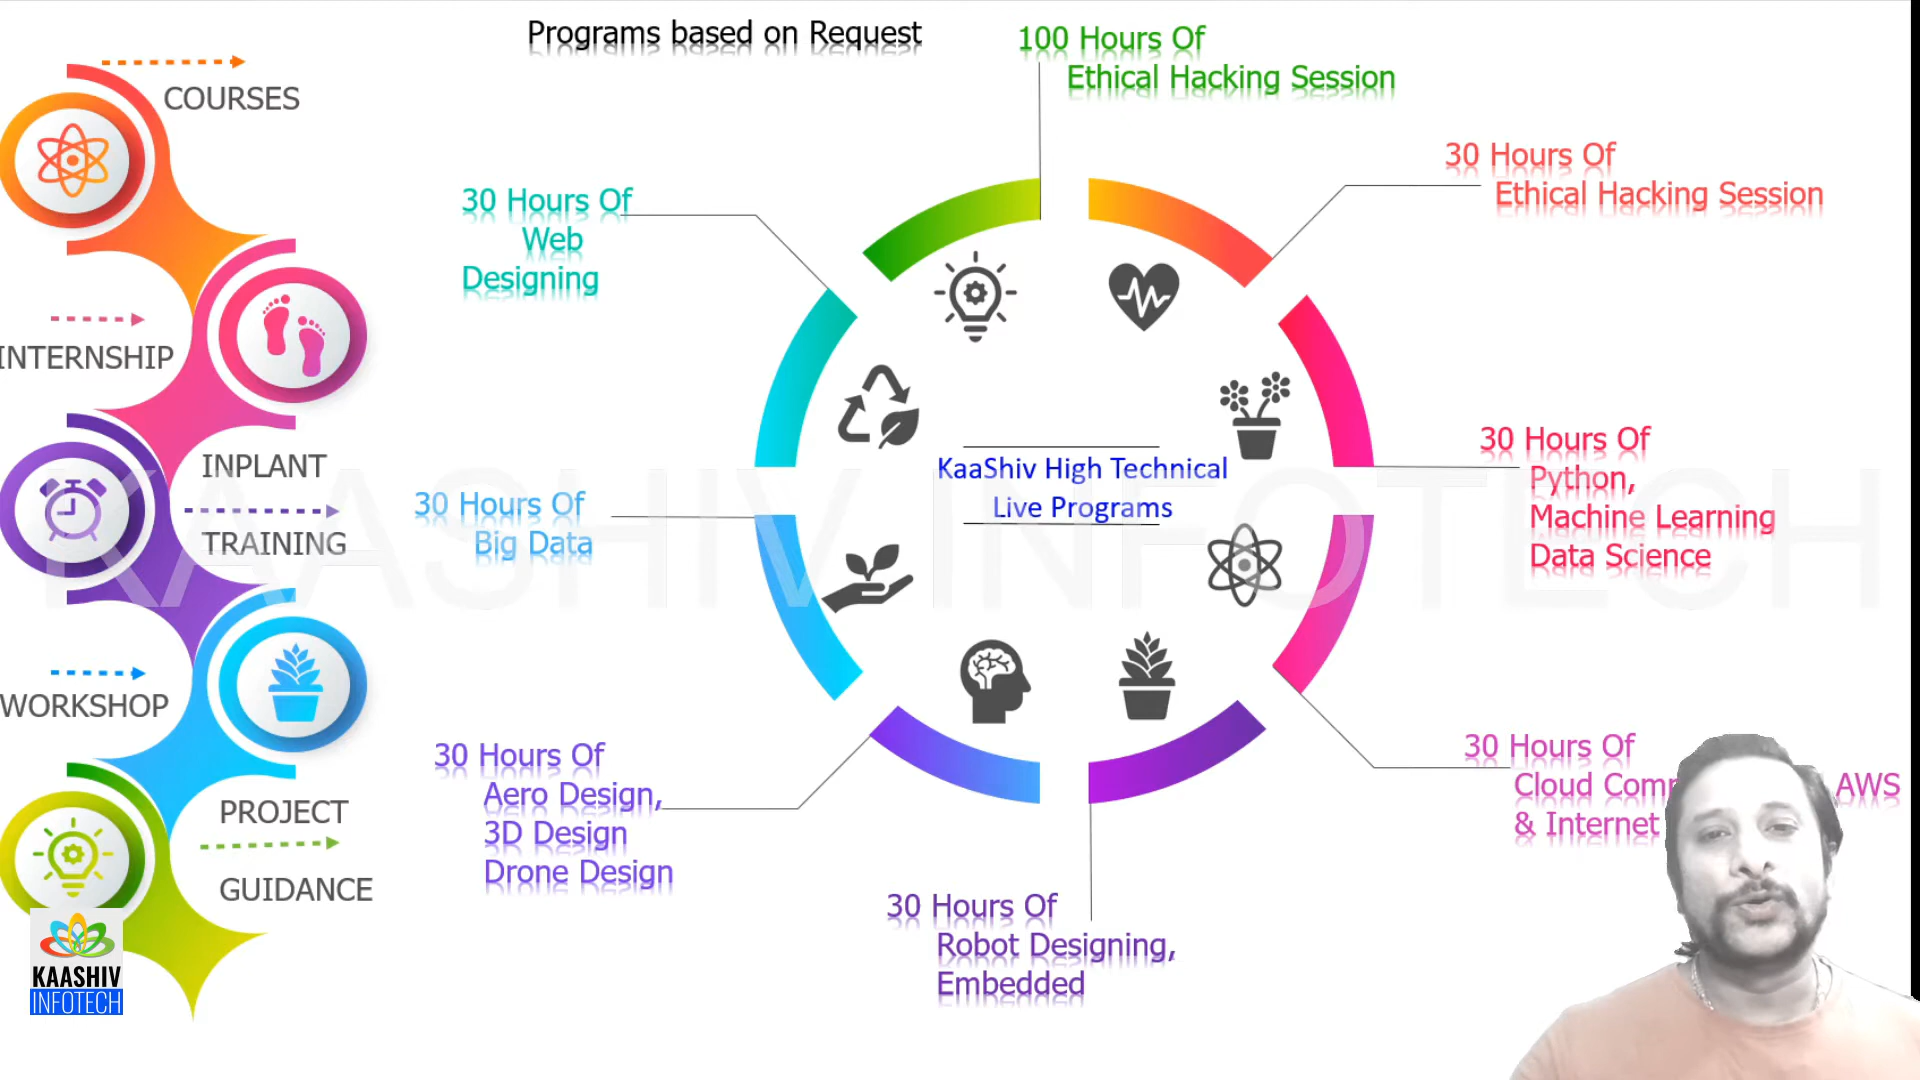 Programs based on Request
100 Hours Of
Ethical Hacking Session
COURSES
30 Hours Of
Ethical Hacking Session
30 Hours Of
Web
Designing
INTERNSHIP
INPLANT
TRAINING
30 Hours Of
Python,
Machine Learning
Data Science
KaaShiv High Technical
Live Programs
30 Hours Of
Big Data
KAASHIV INFOTECH
WORKSHOP
30 Hours Of
Cloud AWS
& Internet
30 Hours Of
Aero Design,
3D Design
Drone Design
PROJECT
GUIDANCE
30 Hours Of
Robot Designing,
Embedded
KAASHIV
INFOTECH